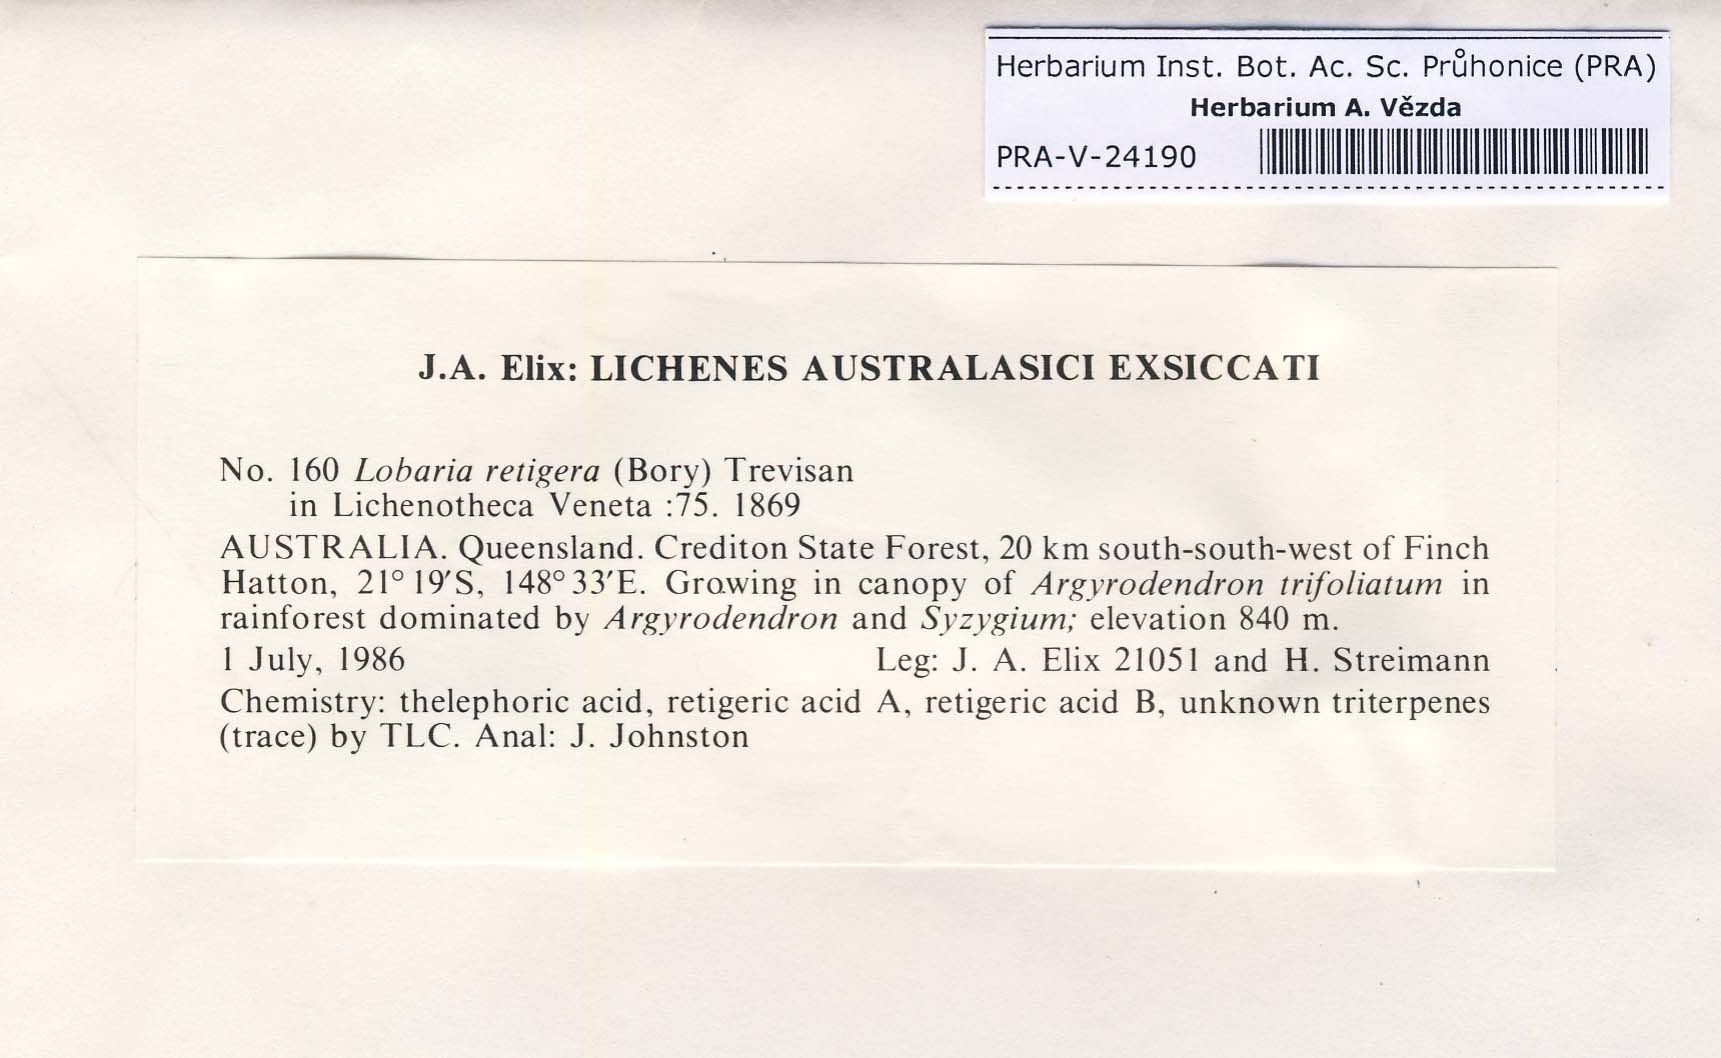 Herbarium Inst. Bot. Ac. Sc. Průhonice (PRA)
Herbarium A. Vězda
PRA-V-24190
J.A. Elix: LICHENES AUSTRALASICI EXSICCATI
No. 160 Lobaria retigera (Bory) Trevisan
in Lichenotheca Veneta :75. 1869
AUSTRALIA. Queensland. Crediton State Forest, 20 km south-south-west of Finch
Hatton, 21° 19′S, 148° 33′E. Growing in canopy of Argyrodendron trifoliatum in
rainforest dominated by Argyrodendron and Syzygium; elevation 840 m.
1 July, 1986 Leg: J. A. Elix 21051 and H. Streimann
Chemistry: thelephoric acid, retigeric acid A, retigeric acid B, unknown triterpenes
(trace) by TLC. Anal: J. Johnston